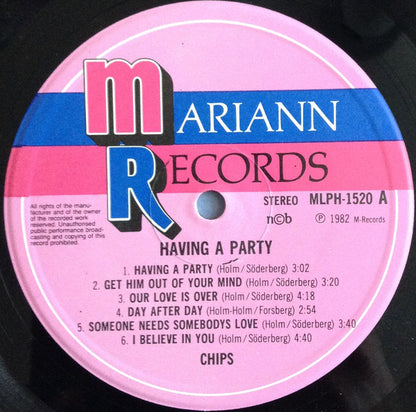 MARIANN
RECORDS
STEREO MLPH-1520 A
All rights of the manu-
facturer and of the owner
of the recorded work
reserved. Unauthorised
public performance broad-
casting and copying of this
record prohibited.
n©b ℗ 1982 M-Records
HAVING A PARTY
1. HAVING A PARTY (Holm/Söderberg) 3:02
2. GET HIM OUT OF YOUR MIND (Holm/Söderberg) 3:20
3. OUR LOVE IS OVER (Holm/Söderberg) 4:18
4. DAY AFTER DAY (Holm-Holm/Forsberg) 2:54
5. SOMEONE NEEDS SOMEBODYS LOVE (Holm/Söderberg) 3:40
6. I BELIEVE IN YOU (Holm/Söderberg) 4:40
CHIPS